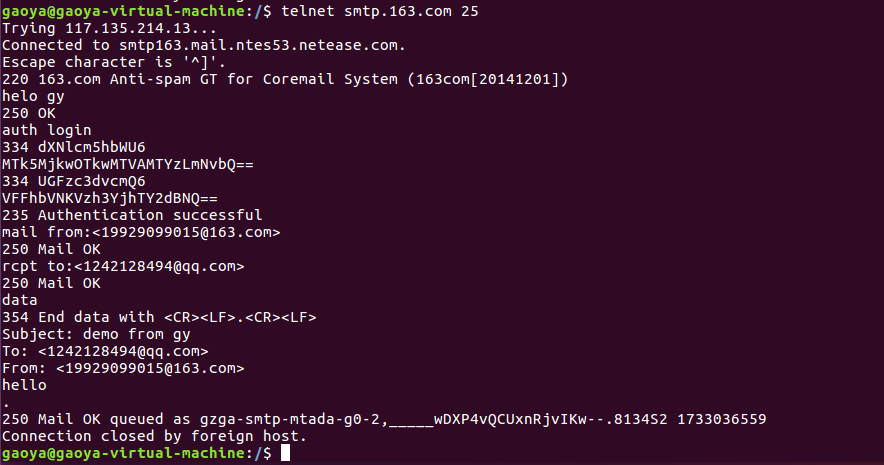 gaoya@gaoya-virtual-machine:/$ telnet smtp.163.com 25
Trying 117.135.214.13...
Connected to smtp163.mail.ntes53.netease.com.
Escape character is '^]'.
220 163.com Anti-spam GT for Coremail System (163com[20141201])
helo gy
250 OK
auth login
334 dXNlcm5hbWU6
MTk5MjkwOTkwMTVAMTYzLmNvbQ==
334 UGFzc3dvcmQ6
VFFhbVNKVzh3YjhTY2dBNQ==
235 Authentication successful
mail from:<19929099015@163.com>
250 Mail OK
rcpt to:<1242128494@qq.com>
250 Mail OK
data
354 End data with <CR><LF>.<CR><LF>
Subject: demo from gy
To: <1242128494@qq.com>
From: <19929099015@163.com>
hello
.
250 Mail OK queued as gzga-smtp-mtada-g0-2,_____wDXP4vQCUxnRjvIKw--.8134S2 1733036559
Connection closed by foreign host.
gaoya@gaoya-virtual-machine:/$